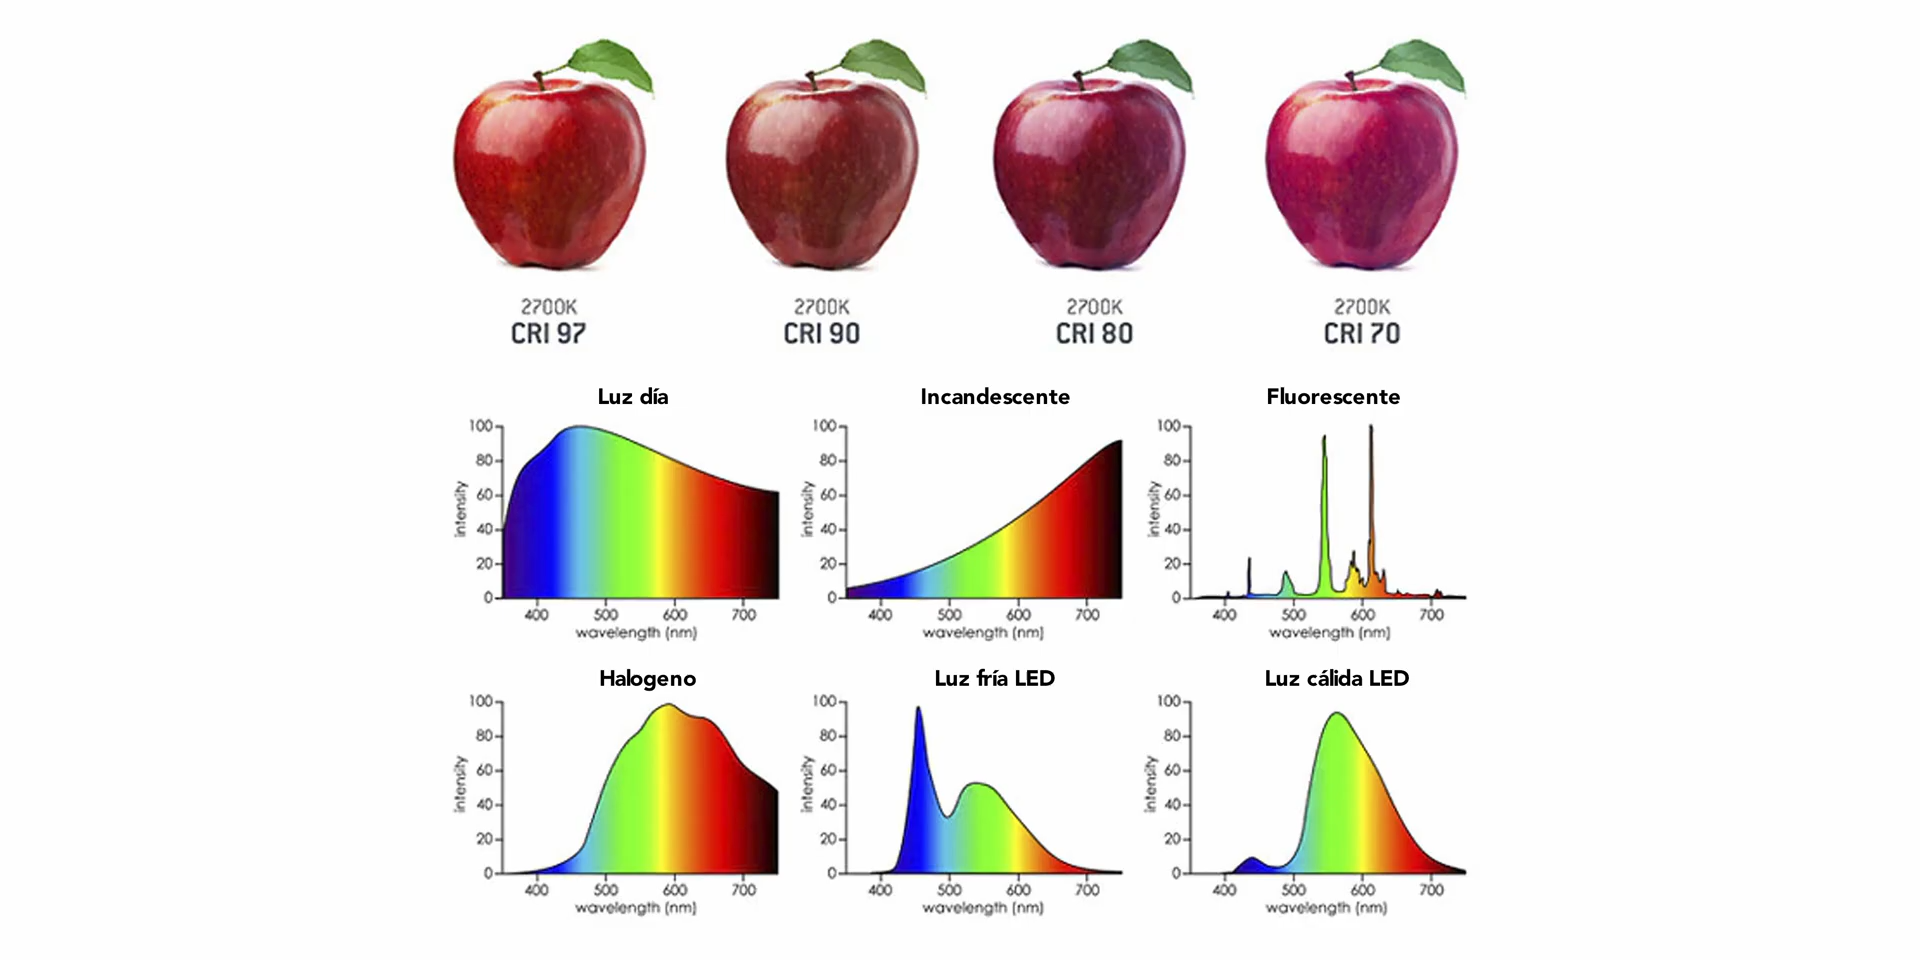 2700K 2700K 2700K 2700K
CRI 97 CRI 90 CRI 80 CRI 70
Luz día Incandescente Fluorescente
100 100 100
80 80 80
60 60 60
40 40 40
20 20 20
0 0 0
intensity intensity intensity
400 500 600 700 400 500 600 700 400 500 600 700
wavelength (nm) wavelength (nm) wavelength (nm)
Halogeno Luz fría LED Luz cálida LED
100 100 100
80 80 80
60 60 60
40 40 40
20 20 20
0 0 0
intensity intensity intensity
400 500 600 700 400 500 600 700 400 500 600 700
wavelength (nm) wavelength (nm) wavelength (nm)